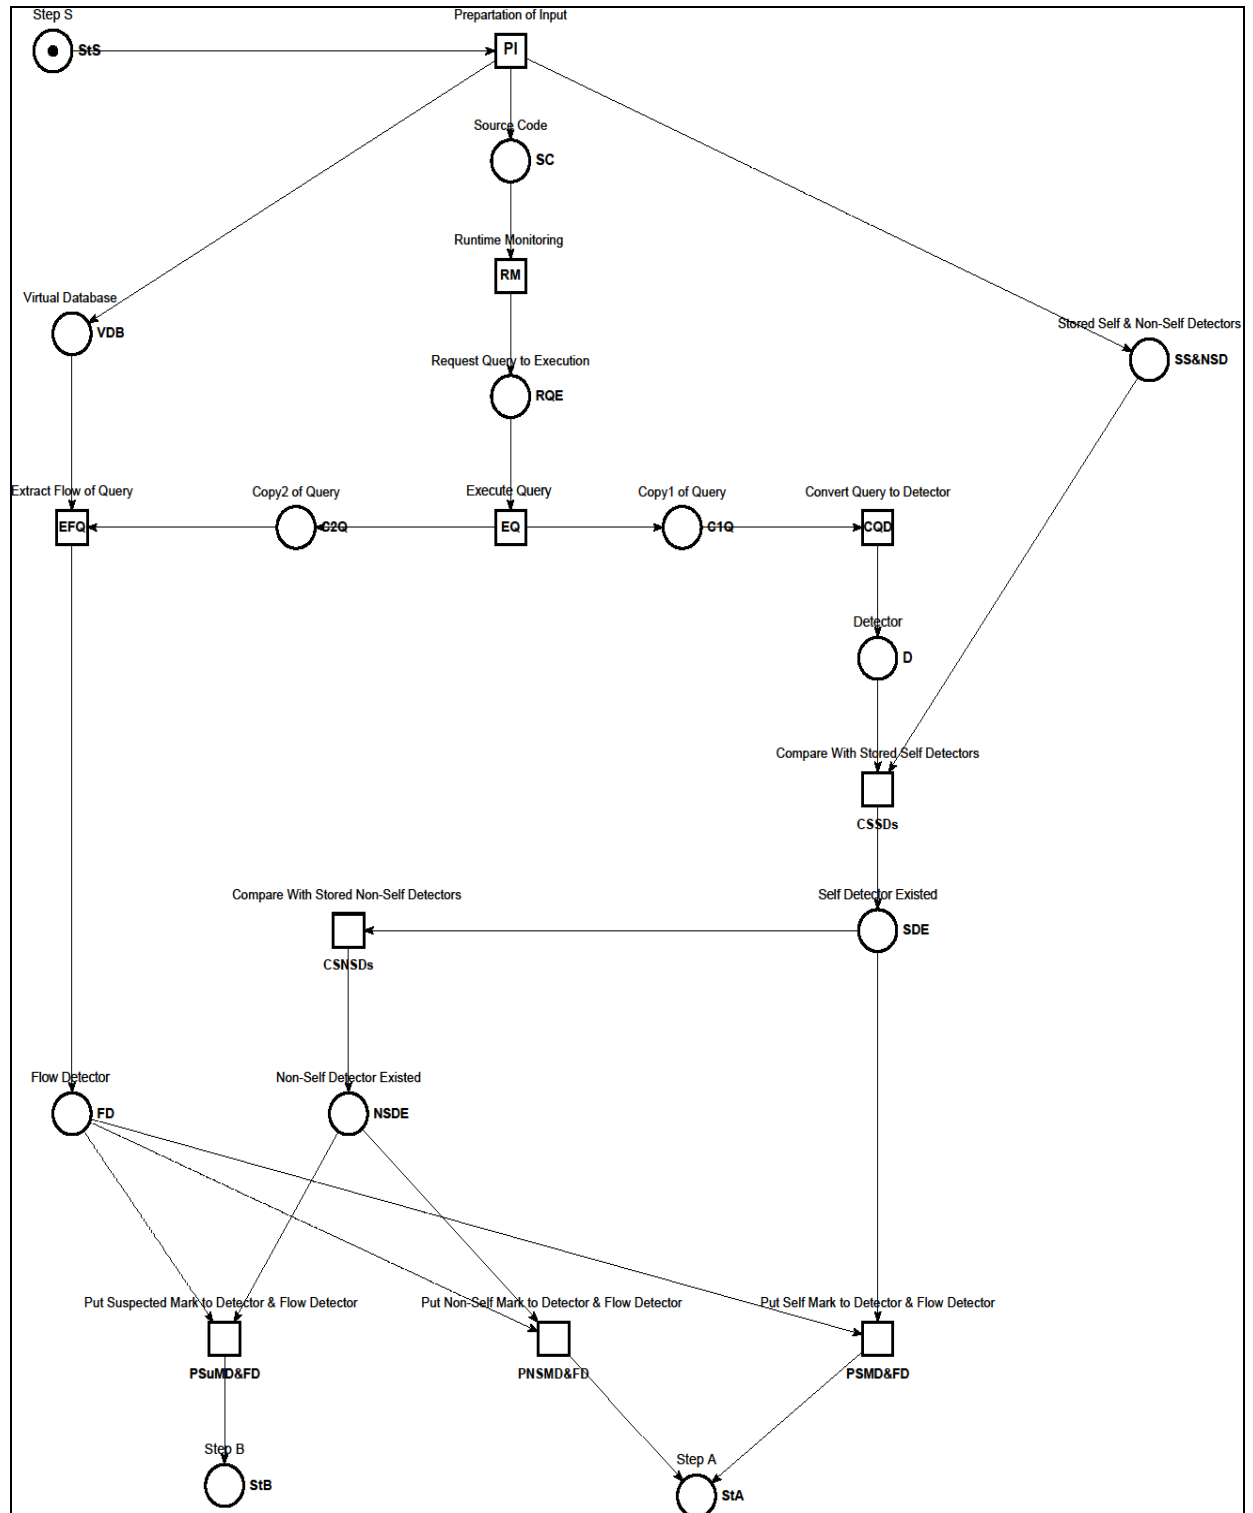 Step S
Prepartation of Input
StS
PI
Source Code
SC
Runtime Monitoring
RM
Virtual Database
VDB
Stored Self & Non-Self Detectors
SS&NSD
Request Query to Execution
RQE
Extract Flow of Query
Copy2 of Query
Execute Query
Copy1 of Query
Convert Query to Detector
EFQ
C2Q
EQ
C1Q
CQD
Detector
D
Compare With Stored Self Detectors
CSSDs
Compare With Stored Non-Self Detectors
Self Detector Existed
SDE
CSNSDs
Flow Detector
Non-Self Detector Existed
FD
NSDE
Put Suspected Mark to Detector & Flow Detector
Put Non-Self Mark to Detector & Flow Detector
Put Self Mark to Detector & Flow Detector
PSuMD&FD
PNSMD&FD
PSMD&FD
Step B
Step A
StB
StA